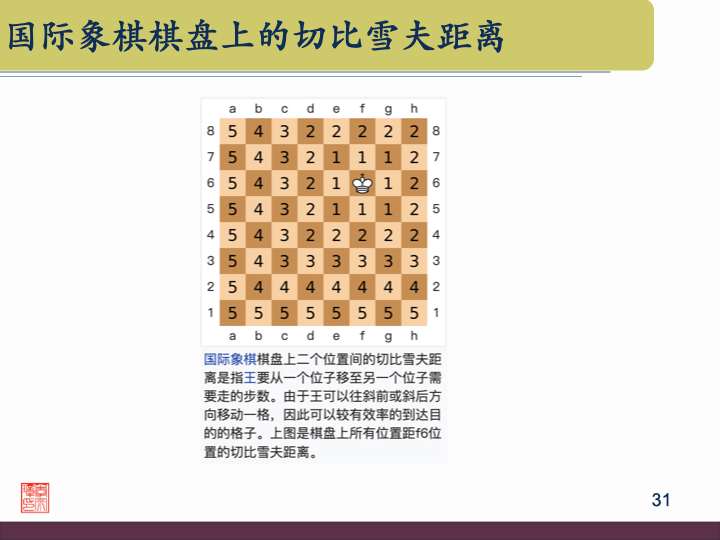 国际象棋棋盘上的切比雪夫距离
a b c d e f g h
8 5 4 3 2 2 2 2 2 8
7 5 4 3 2 1 1 1 2 7
6 5 4 3 2 1 1 2 6
5 5 4 3 2 1 1 1 2 5
4 5 4 3 2 2 2 2 2 4
3 5 4 3 3 3 3 3 3 3
2 5 4 4 4 4 4 4 4 2
1 5 5 5 5 5 5 5 5 1
a b c d e f g h
国际象棋棋盘上二个位置间的切比雪夫距
离是指王要从一个位子移至另一个位子需
要走的步数。由于王可以往斜前或斜后方
向移动一格，因此可以较有效率的到达目
的的格子。上图是棋盘上所有位置距f6位
置的切比雪夫距离。
31